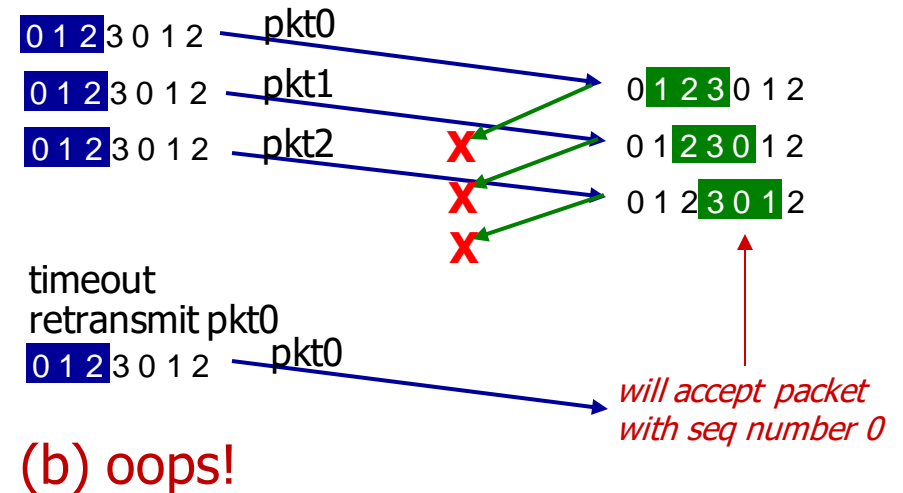 0 1 2 3 0 1 2 pkt0
0 1 2 3 0 1 2
0 1 2 3 0 1 2 pkt1
X 0 1 2 3 0 1 2
0 1 2 3 0 1 2 pkt2
X 0 1 2 3 0 1 2
X
timeout
retransmit pkt0
0 1 2 3 0 1 2 pkt0
will accept packet
with seq number 0
(b) oops!